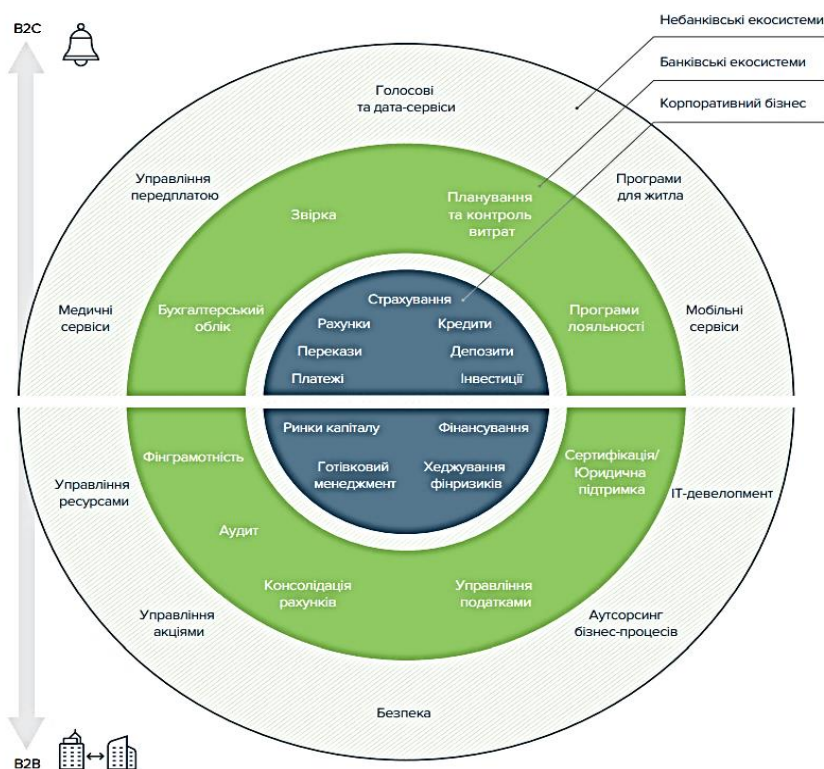 Небанківські екосистеми
B2C
Банківські екосистеми
Корпоративний бізнес
Голосові
та дата-сервіси
Управління
передплатою
Програми
для житла
Звірка
Планування
та контроль
витрат
Медичні
сервіси
Бухгалтерський
облік
Страхування
Рахунки
Кредити
Перекази
Депозити
Платежі
Інвестиції
Програми
лояльності
Мобільні
сервіси
Ринки капіталу
Фінансування
Готівковий
менеджмент
Хеджування
фінризиків
Фінграмотність
Сертифікація/
Юридична
підтримка
Управління
ресурсами
ІТ-девелопмент
Аудит
Консолідація
рахунків
Управління
податками
Управління
акціями
Аутсорсинг
бізнес-процесів
Безпека
B2B